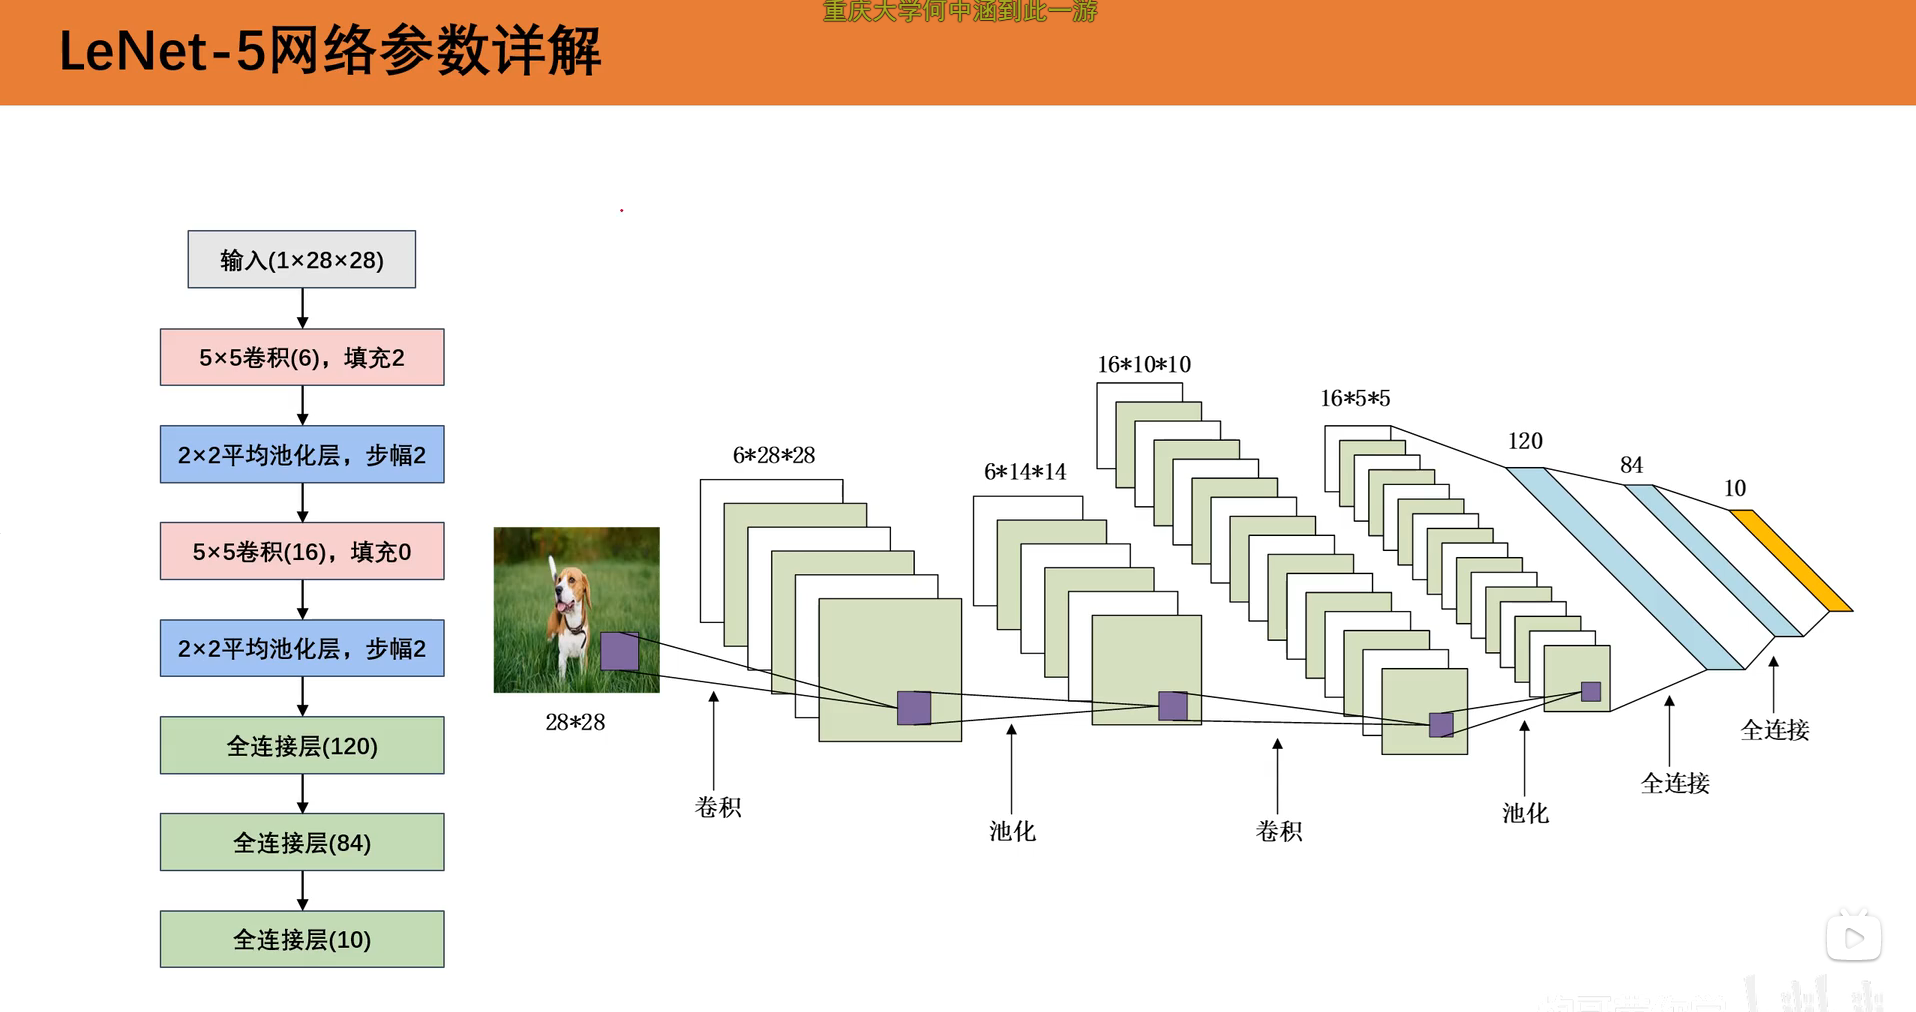 重庆大学何中涵到此一游
LeNet-5网络参数详解
输入(1×28×28)
5×5卷积(6)，填充2
2×2平均池化层，步幅2
5×5卷积(16)，填充0
2×2平均池化层，步幅2
全连接层(120)
全连接层(84)
全连接层(10)
28*28
6*28*28
6*14*14
16*10*10
16*5*5
120
84
10
卷积
池化
卷积
池化
全连接
全连接